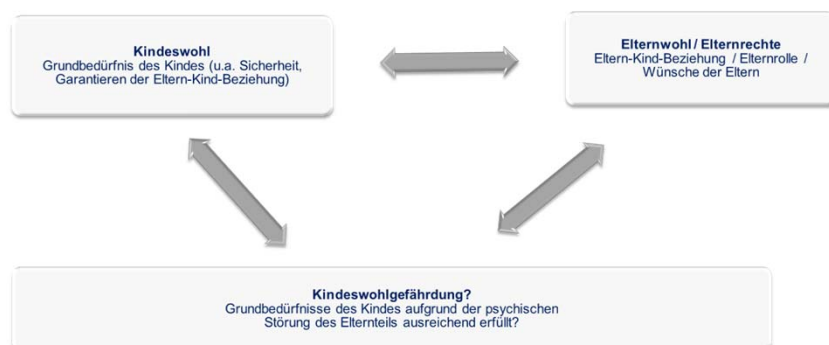 Kindeswohl
Grundbedürfnis des Kindes (u.a. Sicherheit,
Garantieren der Eltern-Kind-Beziehung)
Elternwohl / Elternrechte
Eltern-Kind-Beziehung / Elternrolle /
Wünsche der Eltern
Kindeswohlgefährdung?
Grundbedürfnisse des Kindes aufgrund der psychischen
Störung des Elternteils ausreichend erfüllt?